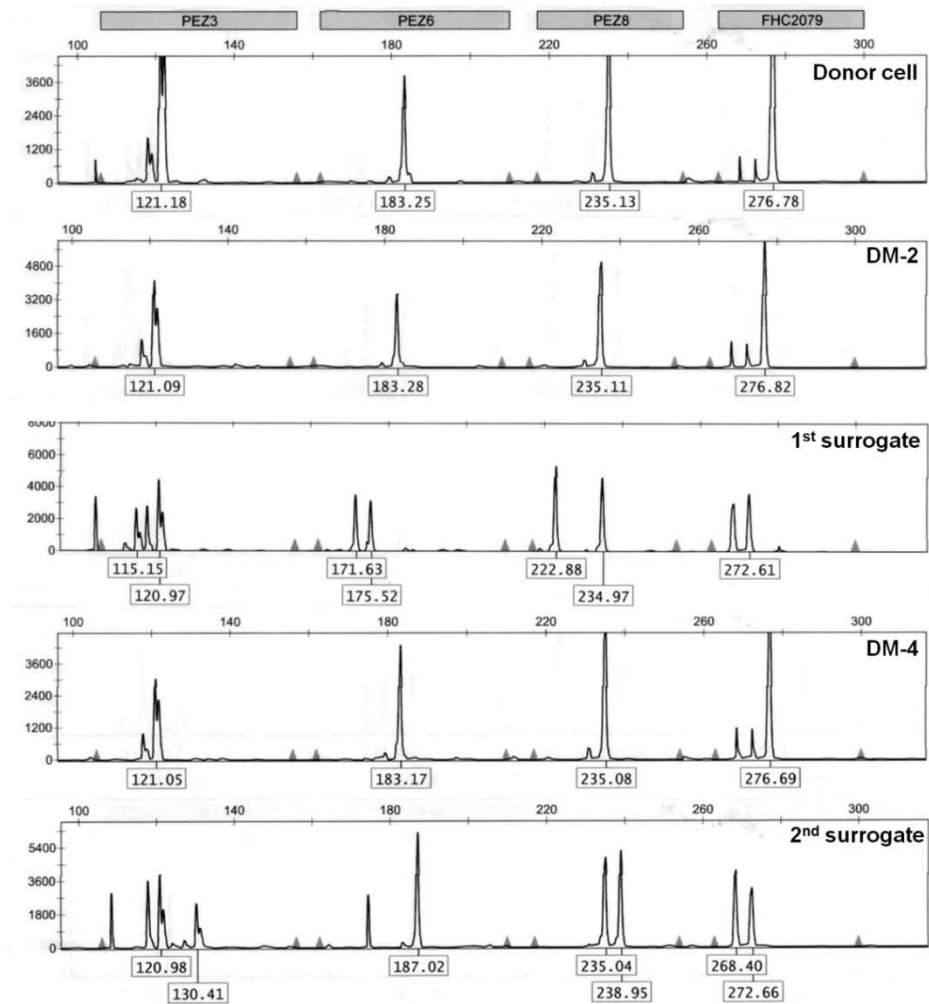 PEZ3 PEZ6 PEZ8 FHC2079
100 140 180 220 260 300
Donor cell
3600
2400
1200
0
121.18 183.25 235.13 276.78
100 140 180 220 260 300
DM-2
4800
3200
1600
0
121.09 183.28 235.11 276.82
1st surrogate
6000
4000
2000
0
115.15 171.63 222.88 272.61
120.97 175.52 234.97
100 140 180 220 260 300
DM-4
3600
2400
1200
0
121.05 183.17 235.08 276.69
100 140 180 220 260 300
2nd surrogate
5400
3600
1800
0
120.98 187.02 235.04 268.40
130.41 238.95 272.66